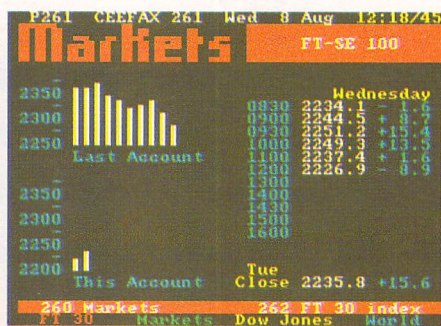 P261 CEEFAX 261 Wed 8 Aug 12:18/45
Markets
FT-SE 100
Wednesday
2350
2300
2250
Last Account
0830 2234.1 - 1.6
0900 2244.5 + 8.7
0930 2251.2 +15.4
1000 2249.3 +13.5
1100 2237.4 + 1.6
1200 2226.9 - 8.9
1300
1400
1430
1500
1600
2350
2300
2250
2200
This Account
Tue
Close 2235.8 +15.6
260 Markets 262 FT 30 index
FT 30 Markets Dow Jones World